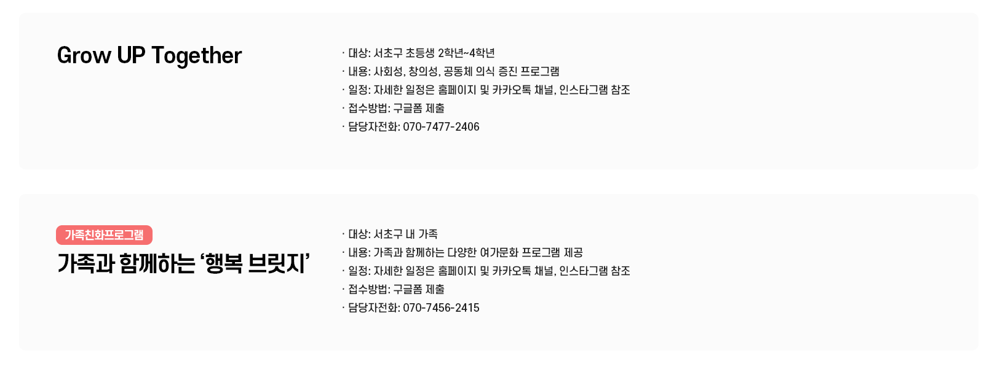 Grow UP Together
· 대상: 서초구 초등생 2학년~4학년
· 내용: 사회성, 창의성, 공동체 의식 증진 프로그램
· 일정: 자세한 일정은 홈페이지 및 카카오톡 채널, 인스타그램 참조
· 접수방법: 구글폼 제출
· 담당자전화: 070-7477-2406
가족친화프로그램
가족과 함께하는 ‘행복 브릿지’
· 대상: 서초구 내 가족
· 내용: 가족과 함께하는 다양한 여가문화 프로그램 제공
· 일정: 자세한 일정은 홈페이지 및 카카오톡 채널, 인스타그램 참조
· 접수방법: 구글폼 제출
· 담당자전화: 070-7456-2415